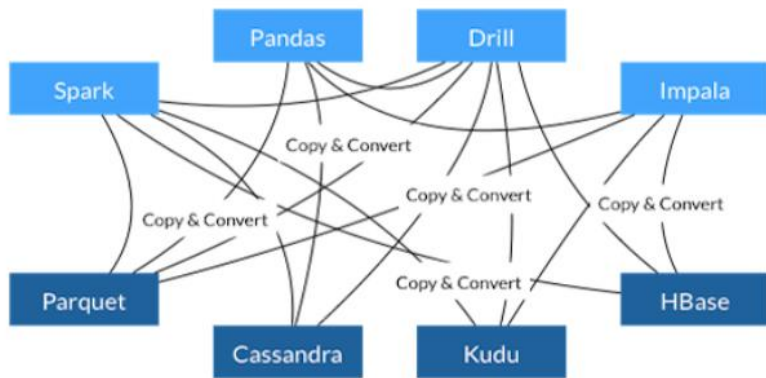 Pandas
Drill
Spark
Impala
Copy & Convert
Copy & Convert
Copy & Convert
Copy & Convert
Copy & Convert
Parquet
HBase
Cassandra
Kudu